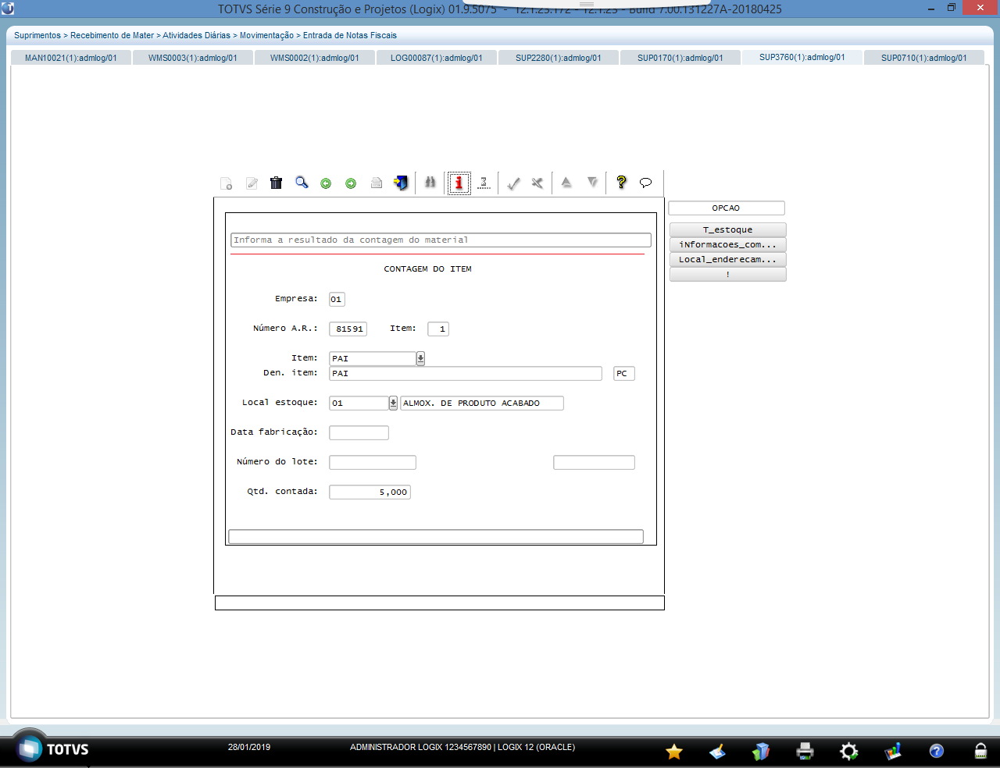 TOTVS Série 9 Construção e Projetos (Logix) 01.9.5075 - 12.1.23.172 - 12.1.23 - Build 7.00.131227A-20180425
Suprimentos > Recebimento de Mater > Atividades Diárias > Movimentação > Entrada de Notas Fiscais
MAN10021(1):admlog/01
WMS0003(1):admlog/01
WMS0002(1):admlog/01
LOG00087(1):admlog/01
SUP2280(1):admlog/01
SUP0170(1):admlog/01
SUP3760(1):admlog/01
SUP0710(1):admlog/01
OPCAO
T_estoque
iNformacoes_com...
Local_enderecam...
!
Informa a resultado da contagem do material
CONTAGEM DO ITEM
Empresa: 01
Número A.R.: 81591 Item: 1
Item: PAI
Den. item: PAI PC
Local estoque: 01 ALMOX. DE PRODUTO ACABADO
Data fabricação:
Número do lote:
Qtd. contada: 5,000
TOTVS
28/01/2019
ADMINISTRADOR LOGIX 1234567890 | LOGIX 12 (ORACLE)